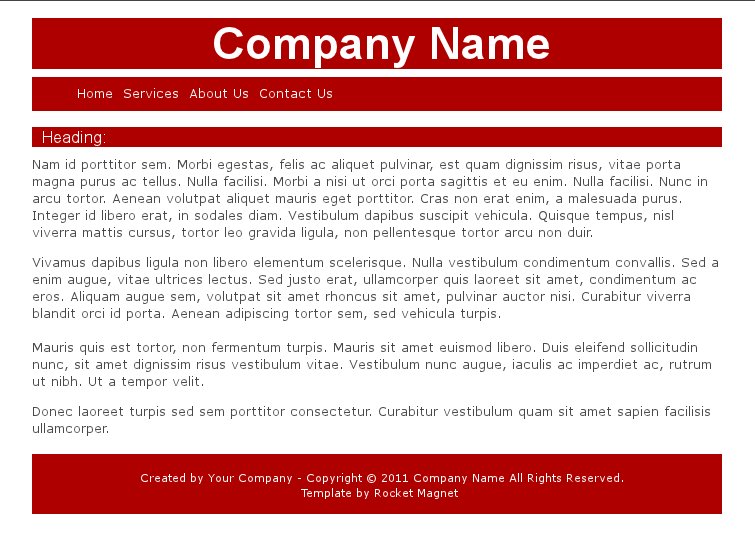 Company Name
Home Services About Us Contact Us
Heading:
Nam id porttitor sem. Morbi egestas, felis ac aliquet pulvinar, est quam dignissim risus, vitae porta
magna purus ac tellus. Nulla facilisi. Morbi a nisi ut orci porta sagittis et eu enim. Nulla facilisi. Nunc in
arcu tortor. Aenean volutpat aliquet mauris eget porttitor. Cras non erat enim, a malesuada purus.
Integer id libero erat, in sodales diam. Vestibulum dapibus suscipit vehicula. Quisque tempus, nisl
viverra mattis cursus, tortor leo gravida ligula, non pellentesque tortor arcu non duir.
Vivamus dapibus ligula non libero elementum scelerisque. Nulla vestibulum condimentum convallis. Sed a
enim augue, vitae ultrices lectus. Sed justo erat, ullamcorper quis laoreet sit amet, condimentum ac
eros. Aliquam augue sem, volutpat sit amet rhoncus sit amet, pulvinar auctor nisi. Curabitur viverra
blandit orci id porta. Aenean adipiscing tortor sem, sed vehicula turpis.
Mauris quis est tortor, non fermentum turpis. Mauris sit amet euismod libero. Duis eleifend sollicitudin
nunc, sit amet dignissim risus vestibulum vitae. Vestibulum nunc augue, iaculis ac imperdiet ac, rutrum
ut nibh. Ut a tempor velit.
Donec laoreet turpis sed sem porttitor consectetur. Curabitur vestibulum quam sit amet sapien facilisis
ullamcorper.
Created by Your Company - Copyright © 2011 Company Name All Rights Reserved.
Template by Rocket Magnet